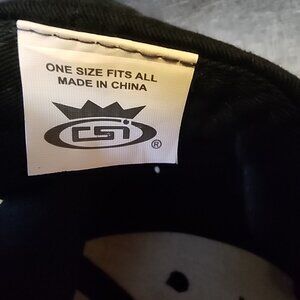 ONE SIZE FITS ALL
MADE IN CHINA
CSI
®